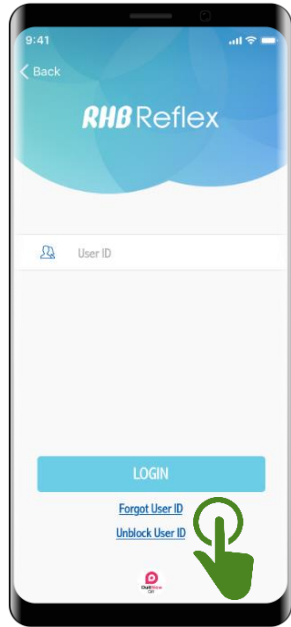 9:41
Back
RHB Reflex
User ID
LOGIN
Forgot User ID
Unblock User ID